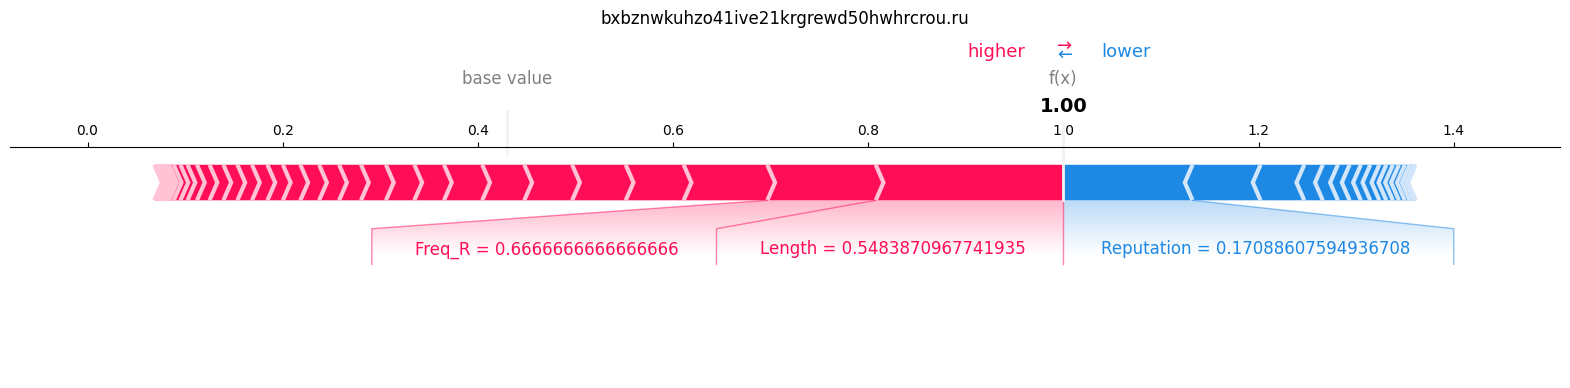 bxbznwkuhzo41ive21krgrewd50hwhrcrou.ru
higher ⇄ lower
base value f(x)
1.00
0.0 0.2 0.4 0.6 0.8 1.0 1.2 1.4
Freq_R = 0.6666666666666666 Length = 0.5483870967741935 Reputation = 0.17088607594936708